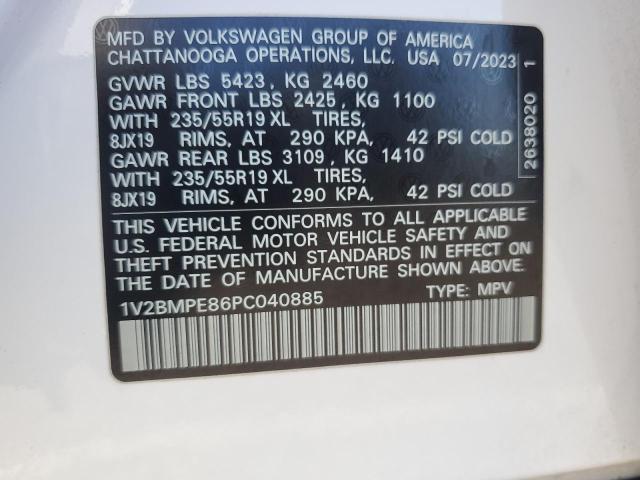 MFD BY VOLKSWAGEN GROUP OF AMERICA
CHATTANOOGA OPERATIONS, LLC. USA 07/2023 1
GVWR LBS 5423, KG 2460
GAWR FRONT LBS 2425, KG 1100
WITH 235/55R19 XL TIRES,
8JX19 RIMS, AT 290 KPA, 42 PSI COLD
GAWR REAR LBS 3109, KG 1410
WITH 235/55R19 XL TIRES,
8JX19 RIMS, AT 290 KPA, 42 PSI COLD
THIS VEHICLE CONFORMS TO ALL APPLICABLE
U.S. FEDERAL MOTOR VEHICLE SAFETY AND
THEFT PREVENTION STANDARDS IN EFFECT ON
THE DATE OF MANUFACTURE SHOWN ABOVE.
1V2BMPE86PC040885 TYPE: MPV
2638020